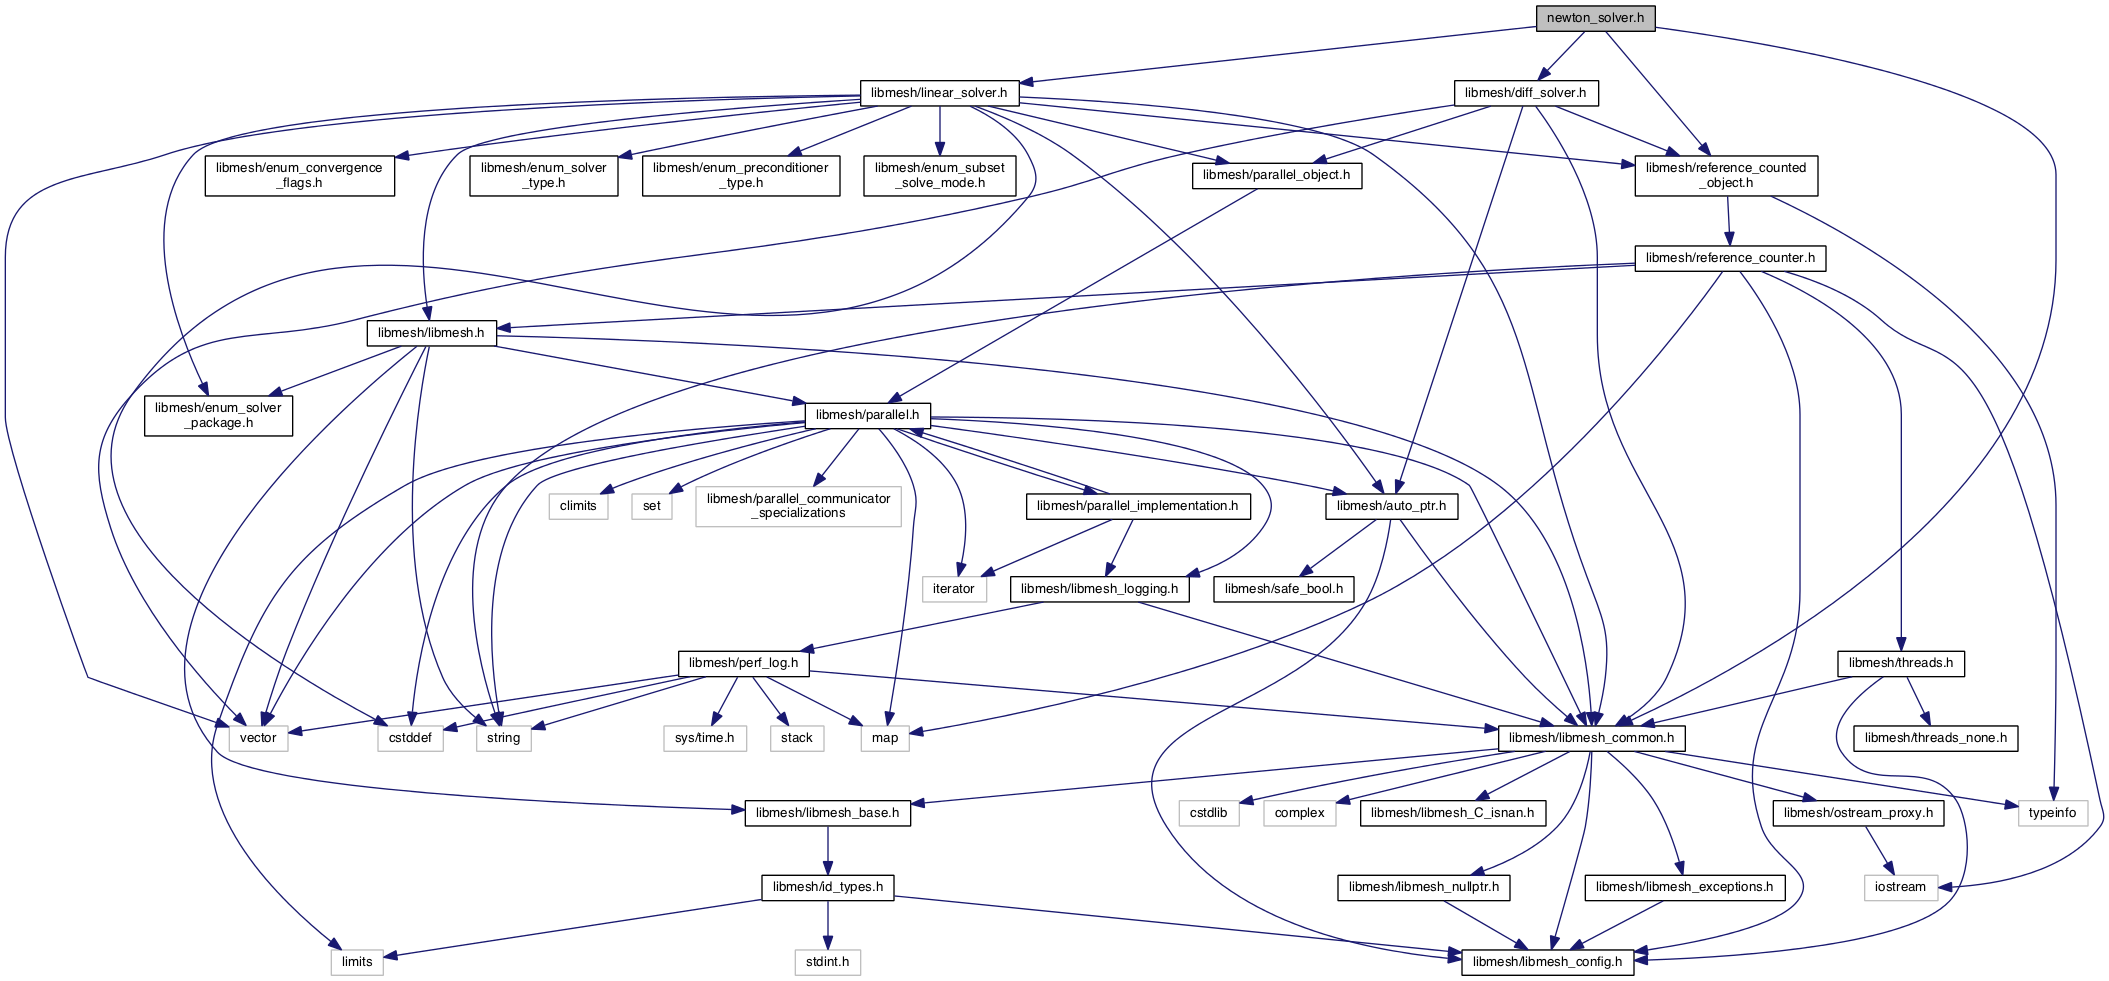 newton_solver.h
libmesh/linear_solver.h
libmesh/diff_solver.h
libmesh/enum_convergence
_flags.h
libmesh/enum_solver
_type.h
libmesh/enum_preconditioner
_type.h
libmesh/enum_subset
_solve_mode.h
libmesh/parallel_object.h
libmesh/reference_counted
_object.h
libmesh/reference_counter.h
libmesh/libmesh.h
libmesh/enum_solver
_package.h
libmesh/parallel.h
climits
set
libmesh/parallel_communicator
_specializations
libmesh/parallel_implementation.h
libmesh/auto_ptr.h
iterator
libmesh/libmesh_logging.h
libmesh/safe_bool.h
libmesh/perf_log.h
libmesh/threads.h
vector
cstddef
string
sys/time.h
stack
map
libmesh/libmesh_common.h
libmesh/threads_none.h
libmesh/libmesh_base.h
cstdlib
complex
libmesh/libmesh_C_isnan.h
libmesh/ostream_proxy.h
typeinfo
libmesh/id_types.h
libmesh/libmesh_nullptr.h
libmesh/libmesh_exceptions.h
iostream
limits
stdint.h
libmesh/libmesh_config.h